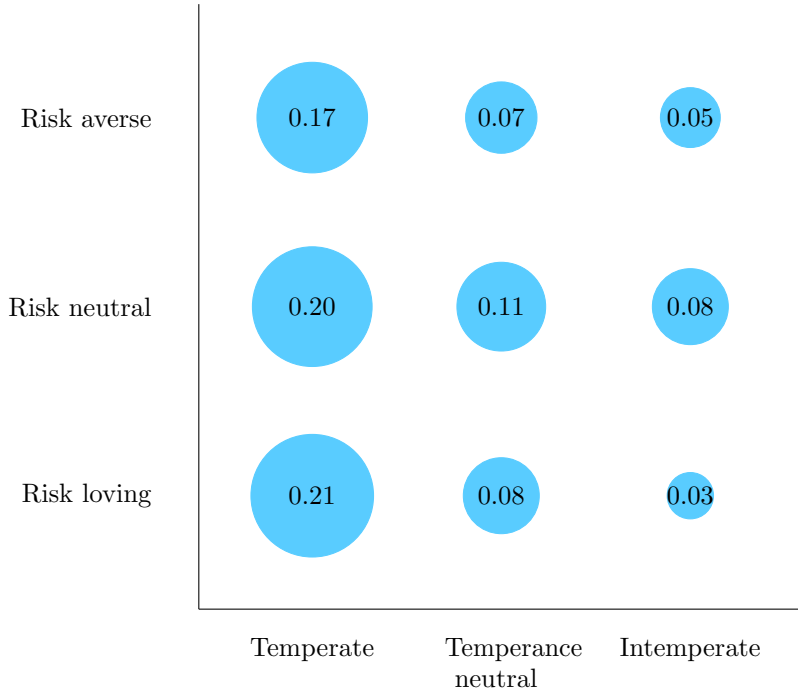 Risk averse 0.17 0.07 0.05
Risk neutral 0.20 0.11 0.08
Risk loving 0.21 0.08 0.03
Temperate Temperance Intemperate
neutral